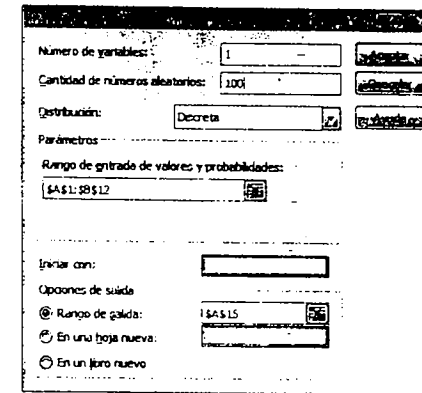 Número de variables: 1
Cantidad de números aleatorios: 100
Distribución: Decreta
Parámetros
Rango de entrada de valores y probabilidades:
$A$1:$B$12
Iniciar con:
Opciones de salida
Rango de salida: $A$15
En una hoja nueva:
En un libro nuevo